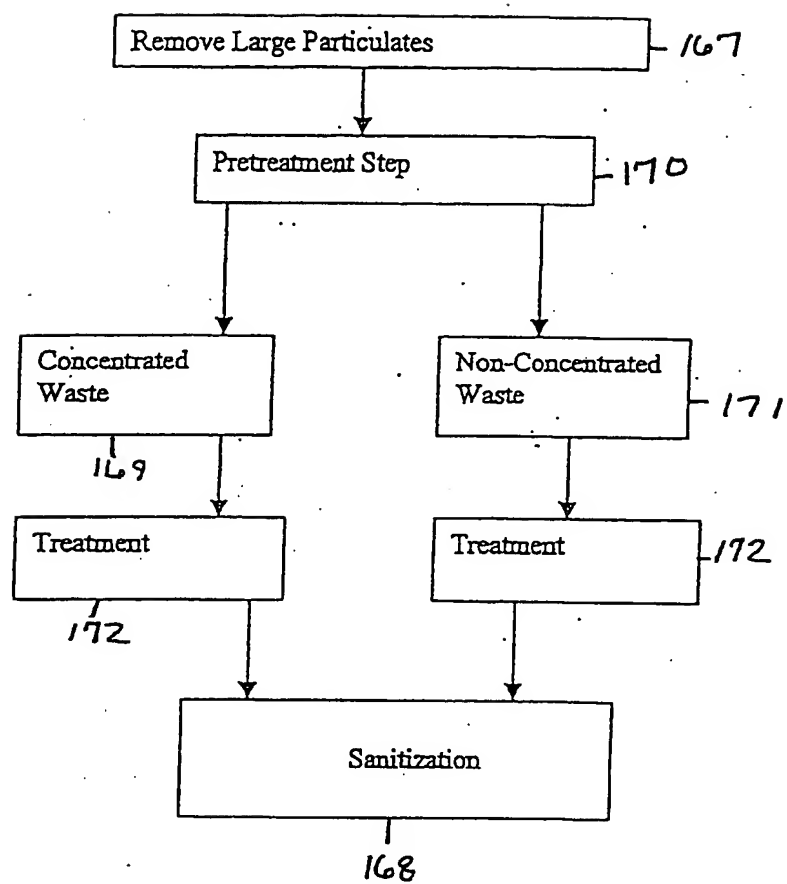 Remove Large Particulates
167
Pretreatment Step
170
Concentrated
Waste
169
Non-Concentrated
Waste
171
Treatment
172
Treatment
172
Sanitization
168